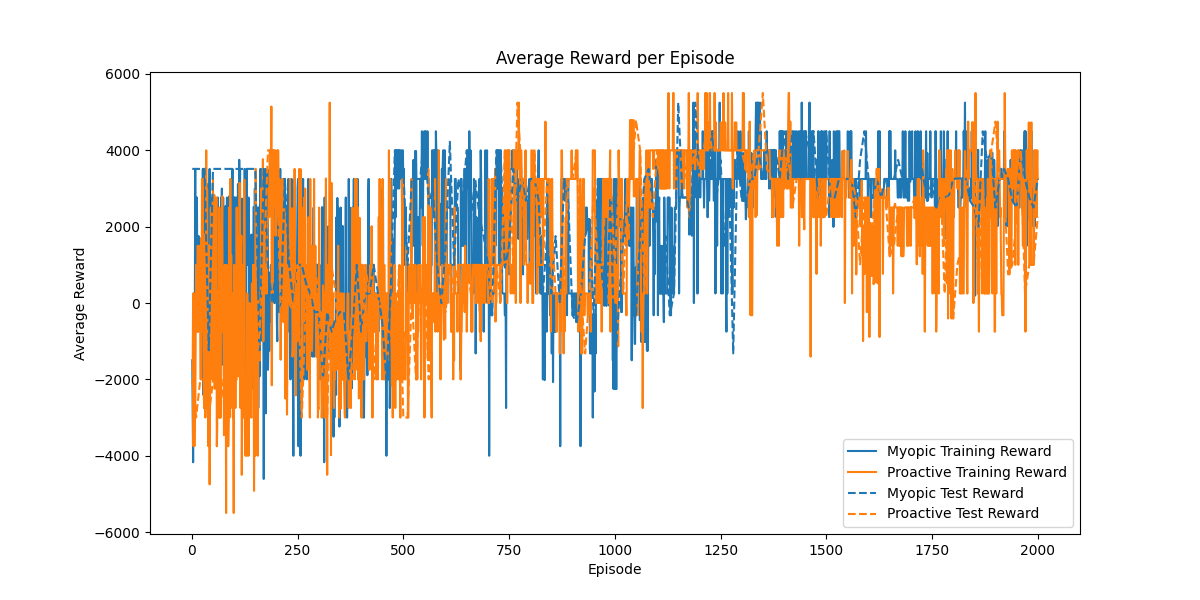 Average Reward per Episode
Average Reward
6000
4000
2000
0
−2000
−4000
−6000
0
250
500
750
1000
1250
1500
1750
2000
Episode
Myopic Training Reward
Proactive Training Reward
Myopic Test Reward
Proactive Test Reward